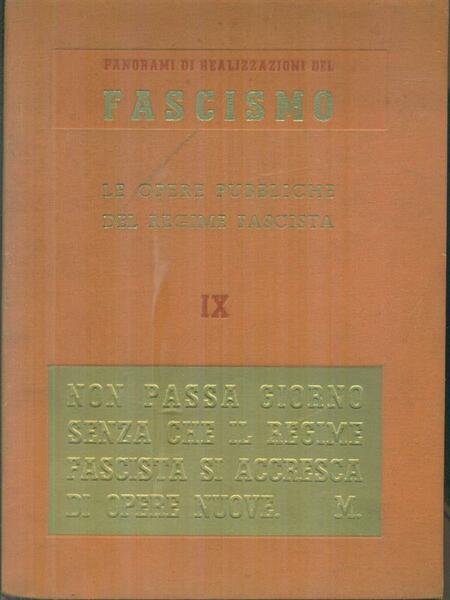 PANORAMI DI REALIZZAZIONI DEL
FASCISMO
LE OPERE PUBBLICHE
DEL REGIME FASCISTA
IX
NON PASSA GIORNO
SENZA CHE IL REGIME
FASCISTA SI ACCRESCA
DI OPERE NUOVE. M.